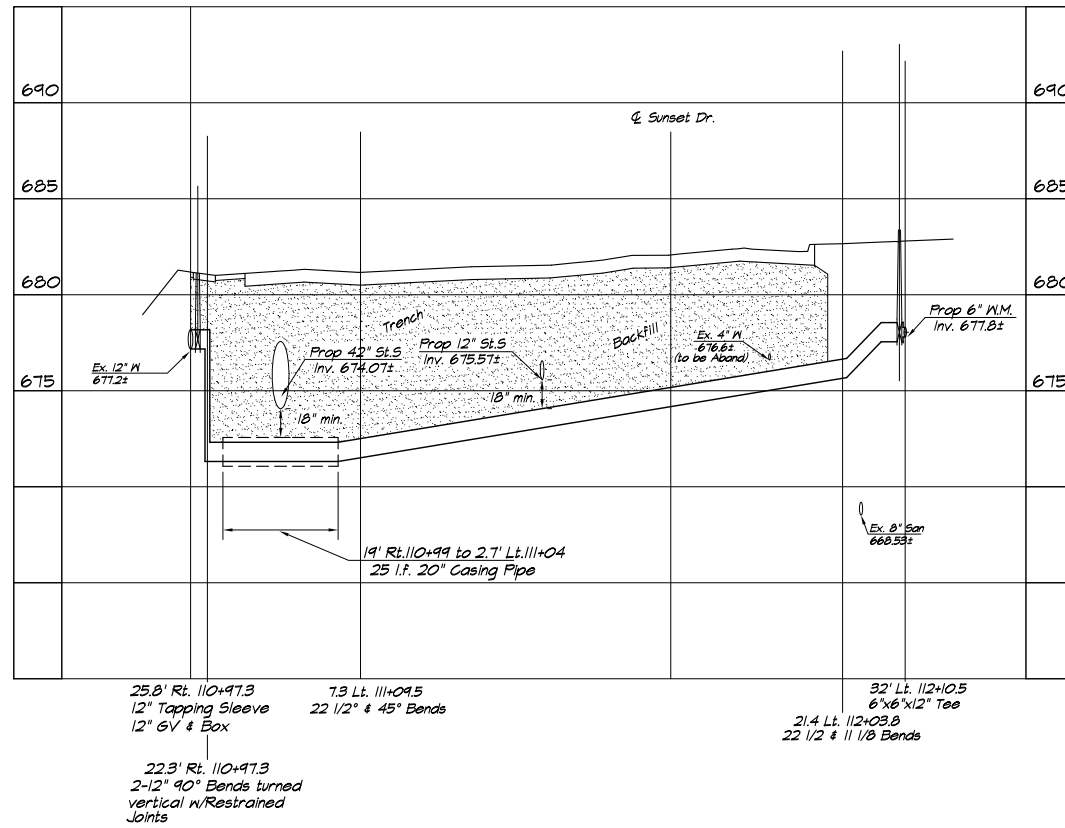 690
690
℄ Sunset Dr.
685
685
680
680
Trench
Backfill
Prop 6" W.M.
Inv. 677.8±
Prop 42" St.S
Inv. 674.07±
Prop 12" St.S
Inv. 675.57±
Ex. 4" W
676.6±
(to be Aband)
Ex. 12" W
677.2±
675
675
18" min.
18" min.
Ex. 8" San
668.53±
19' Rt.110+99 to 2.7' Lt.111+04
25 l.f. 20" Casing Pipe
25.8' Rt. 110+97.3
12" Tapping Sleeve
12" GV & Box
7.3 Lt. 111+09.5
22 1/2° & 45° Bends
32' Lt. 112+10.5
6"x6"x12" Tee
21.4 Lt. 112+03.8
22 1/2 & 11 1/8 Bends
22.3' Rt. 110+97.3
2-12" 90° Bends turned
vertical w/Restrained
Joints